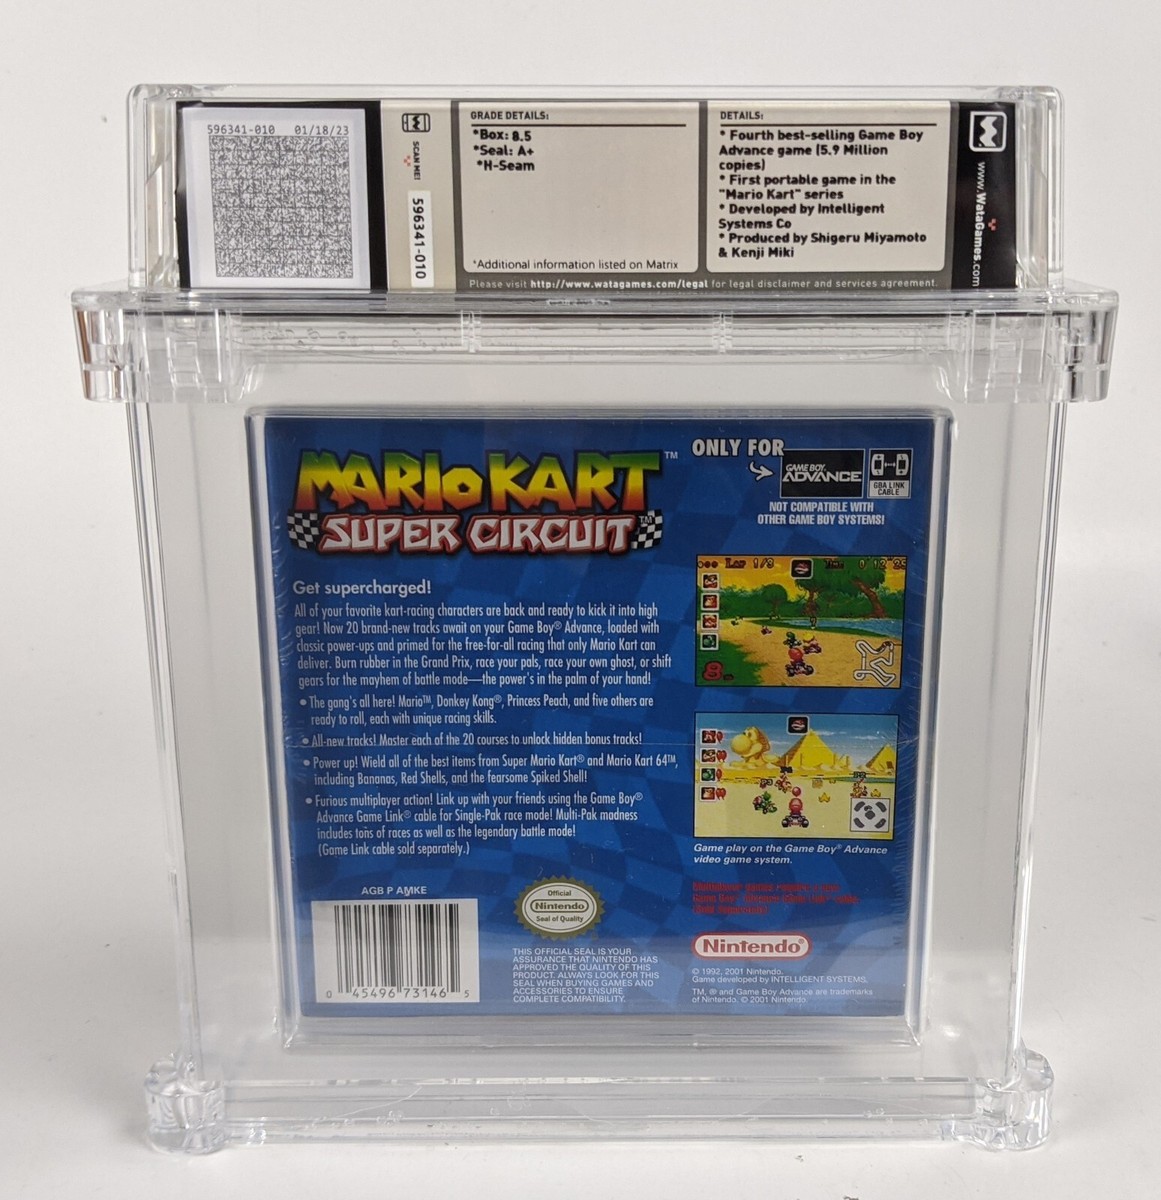 596341-010 01/18/23
SCAN ME!
596341-010
GRADE DETAILS:
*Box: 8.5
*Seal: A+
*H-Seam
*Additional information listed on Matrix
DETAILS:
* Fourth best-selling Game Boy
Advance game (5.9 Million
copies)
* First portable game in the
"Mario Kart" series
* Developed by Intelligent
Systems Co
* Produced by Shigeru Miyamoto
& Kenji Miki
www.WataGames.com
Please visit http://www.watagames.com/legal for legal disclaimer and services agreement.
MARIO KART™
SUPER CIRCUIT™
Get supercharged!
All of your favorite kart-racing characters are back and ready to kick it into high
gear! Now 20 brand-new tracks await on your Game Boy® Advance, loaded with
classic power-ups and primed for the free-for-all racing that only Mario Kart can
deliver. Burn rubber in the Grand Prix, race your pals, race your own ghost, or shift
gears for the mayhem of battle mode—the power's in the palm of your hand!
• The gang's all here! Mario™, Donkey Kong®, Princess Peach, and five others are
ready to roll, each with unique racing skills.
• All-new tracks! Master each of the 20 courses to unlock hidden bonus tracks!
• Power up! Wield all of the best items from Super Mario Kart® and Mario Kart 64™,
including Bananas, Red Shells, and the fearsome Spiked Shell!
• Furious multiplayer action! Link up with your friends using the Game Boy®
Advance Game Link® cable for Single-Pak race mode! Multi-Pak madness
includes tons of races as well as the legendary battle mode!
(Game Link cable sold separately.)
AGB P AMKE
0 45496 73146 5
Official
Nintendo
Seal of Quality
THIS OFFICIAL SEAL IS YOUR
ASSURANCE THAT NINTENDO HAS
APPROVED THE QUALITY OF THIS
PRODUCT. ALWAYS LOOK FOR THIS
SEAL WHEN BUYING GAMES AND
ACCESSORIES TO ENSURE
COMPLETE COMPATIBILITY.
ONLY FOR
GAME BOY
ADVANCE
GBA LINK
CABLE
NOT COMPATIBLE WITH
OTHER GAME BOY SYSTEMS!
LAP 1/3
8
Game play on the Game Boy® Advance
video game system.
Nintendo®
© 1992, 2001 Nintendo.
Game developed by INTELLIGENT SYSTEMS.
TM, ® and Game Boy Advance are trademarks
of Nintendo. © 2001 Nintendo.